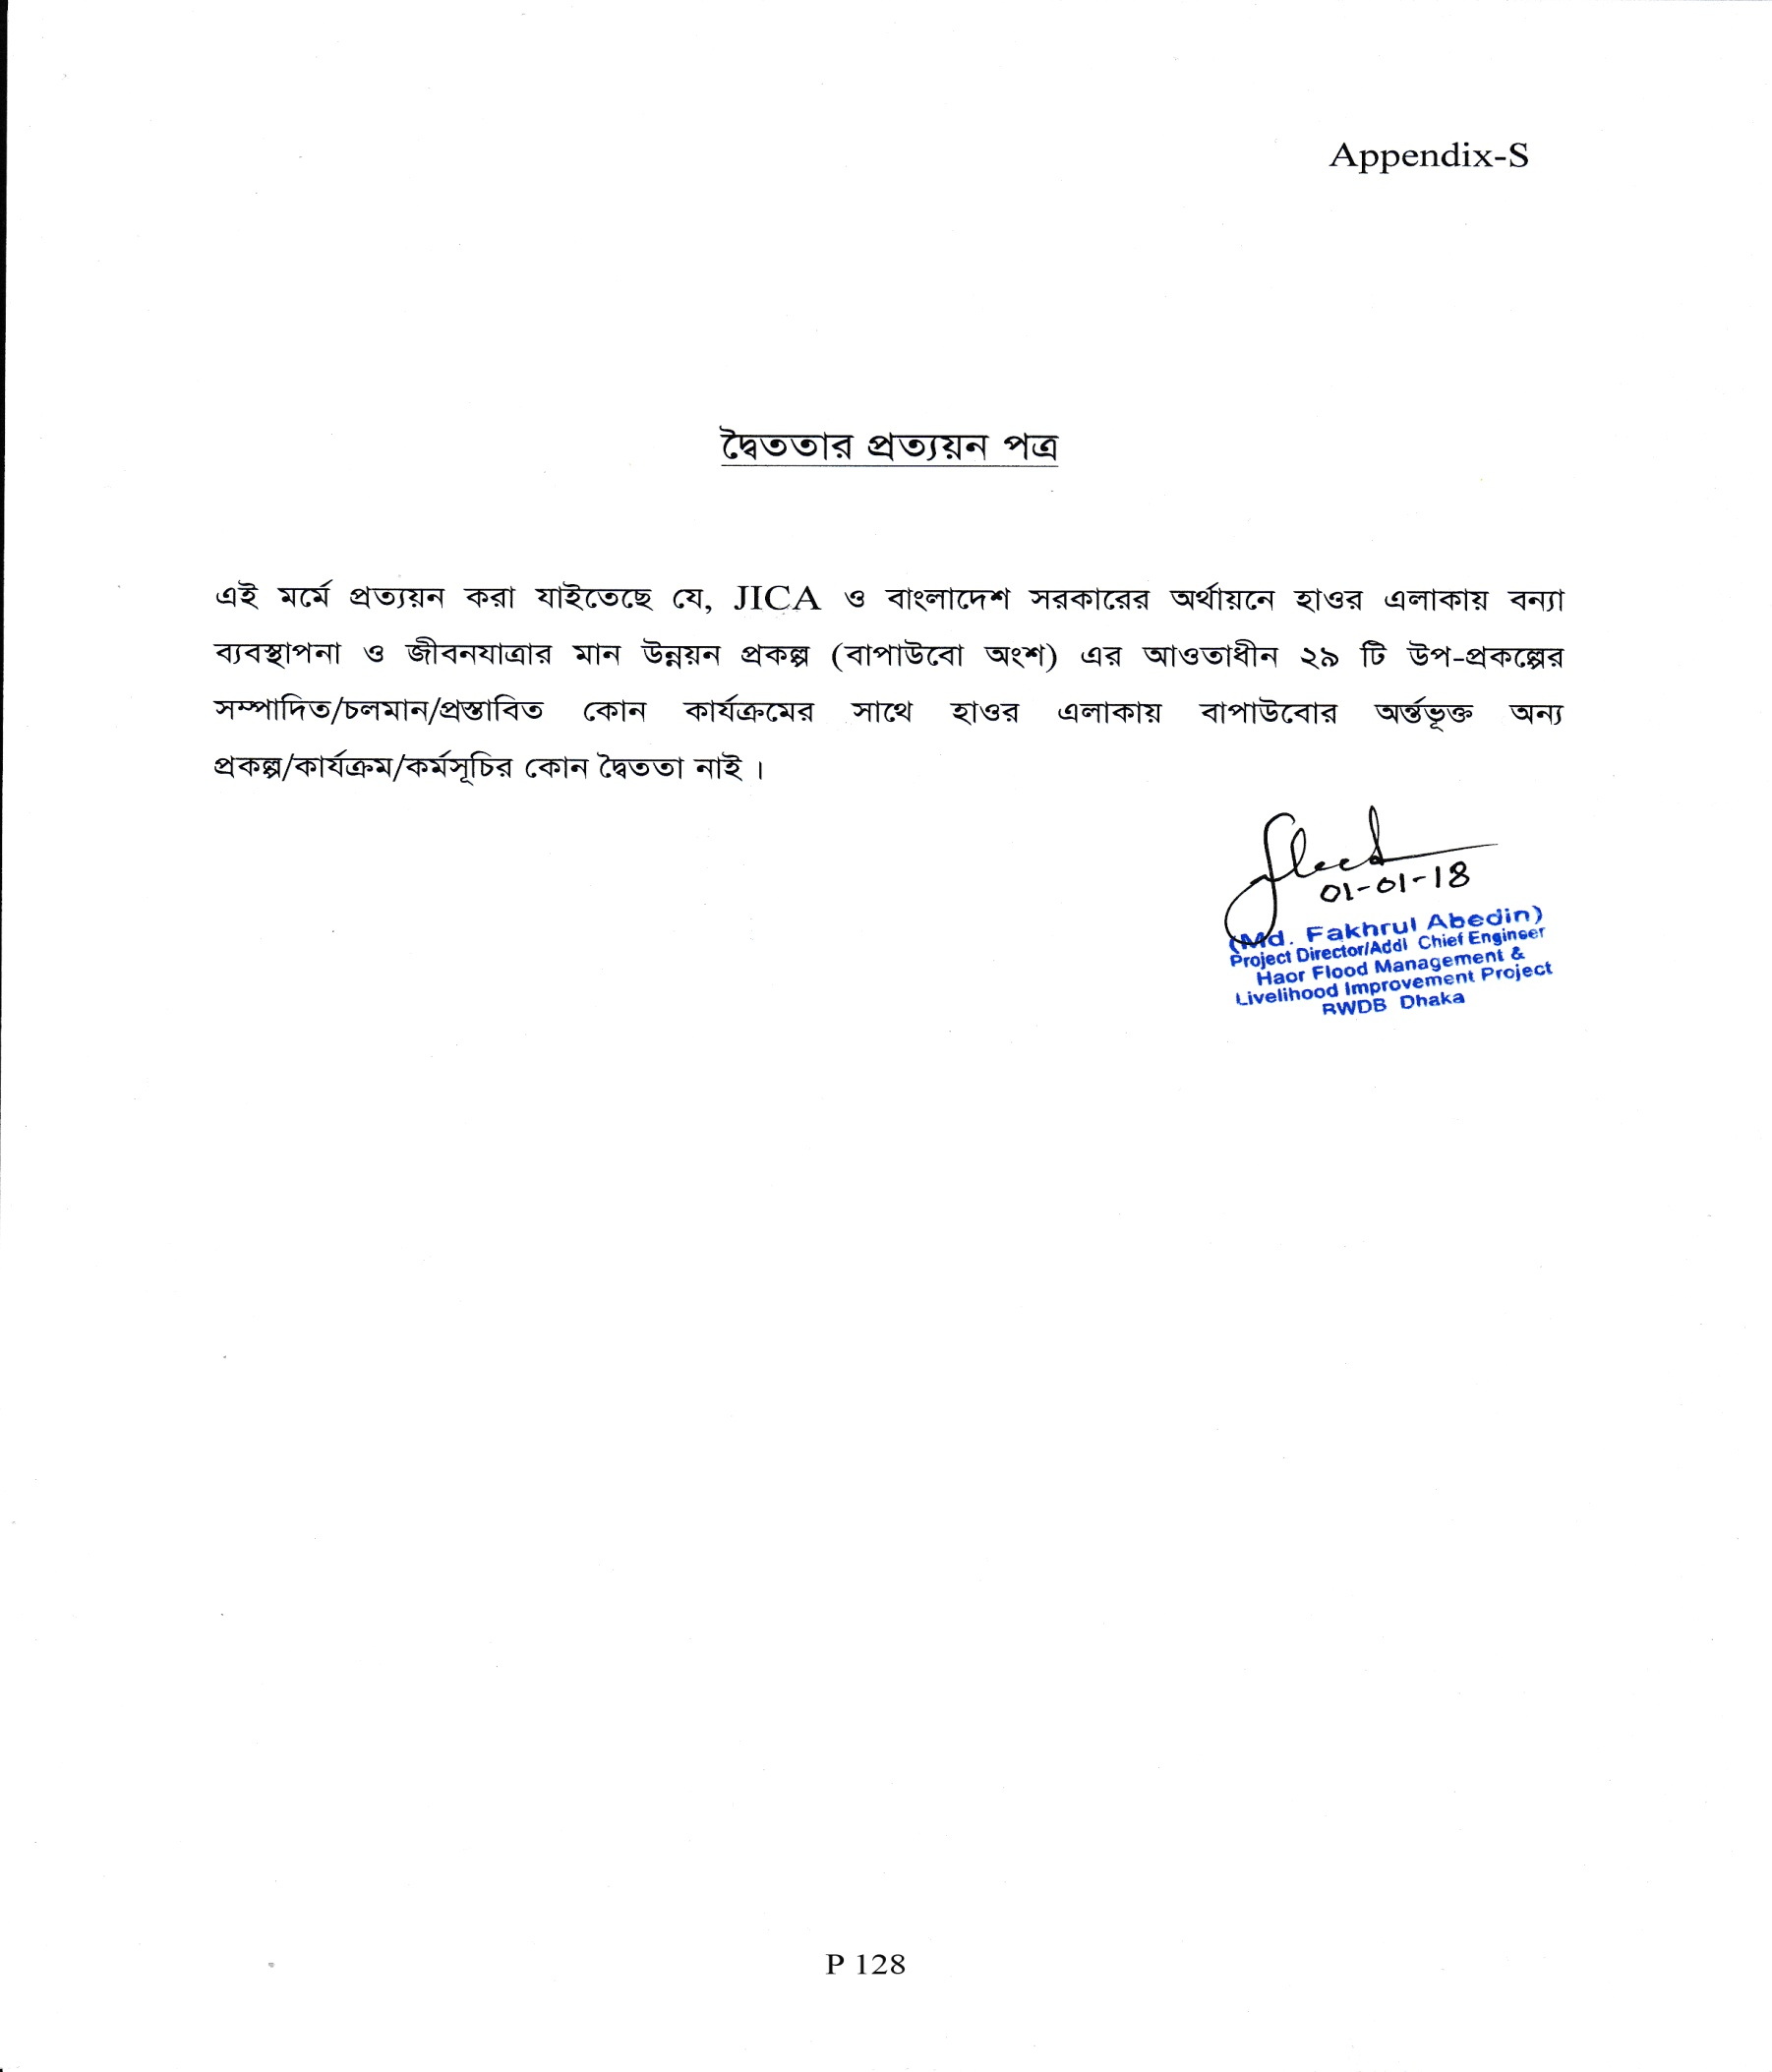 Appendix-S
দ্বৈততার প্রত্যয়ন পত্র
এই মর্মে প্রত্যয়ন করা যাইতেছে যে, JICA ও বাংলাদেশ সরকারের অর্থায়নে হাওর এলাকায় বন্যা
ব্যবস্থাপনা ও জীবনযাত্রার মান উন্নয়ন প্রকল্প (বাপাউবো অংশ) এর আওতাধীন ২৯ টি উপ-প্রকল্পের
সম্পাদিত/চলমান/প্রস্তাবিত কোন কার্যক্রমের সাথে হাওর এলাকায় বাপাউবোর অর্ন্তভূক্ত অন্য
প্রকল্প/কার্যক্রম/কর্মসূচির কোন দ্বৈততা নাই।
01-01-18
(Md. Fakhrul Abedin)
Project Director/Addl Chief Engineer
Haor Flood Management &
Livelihood Improvement Project
BWDB Dhaka
P 128